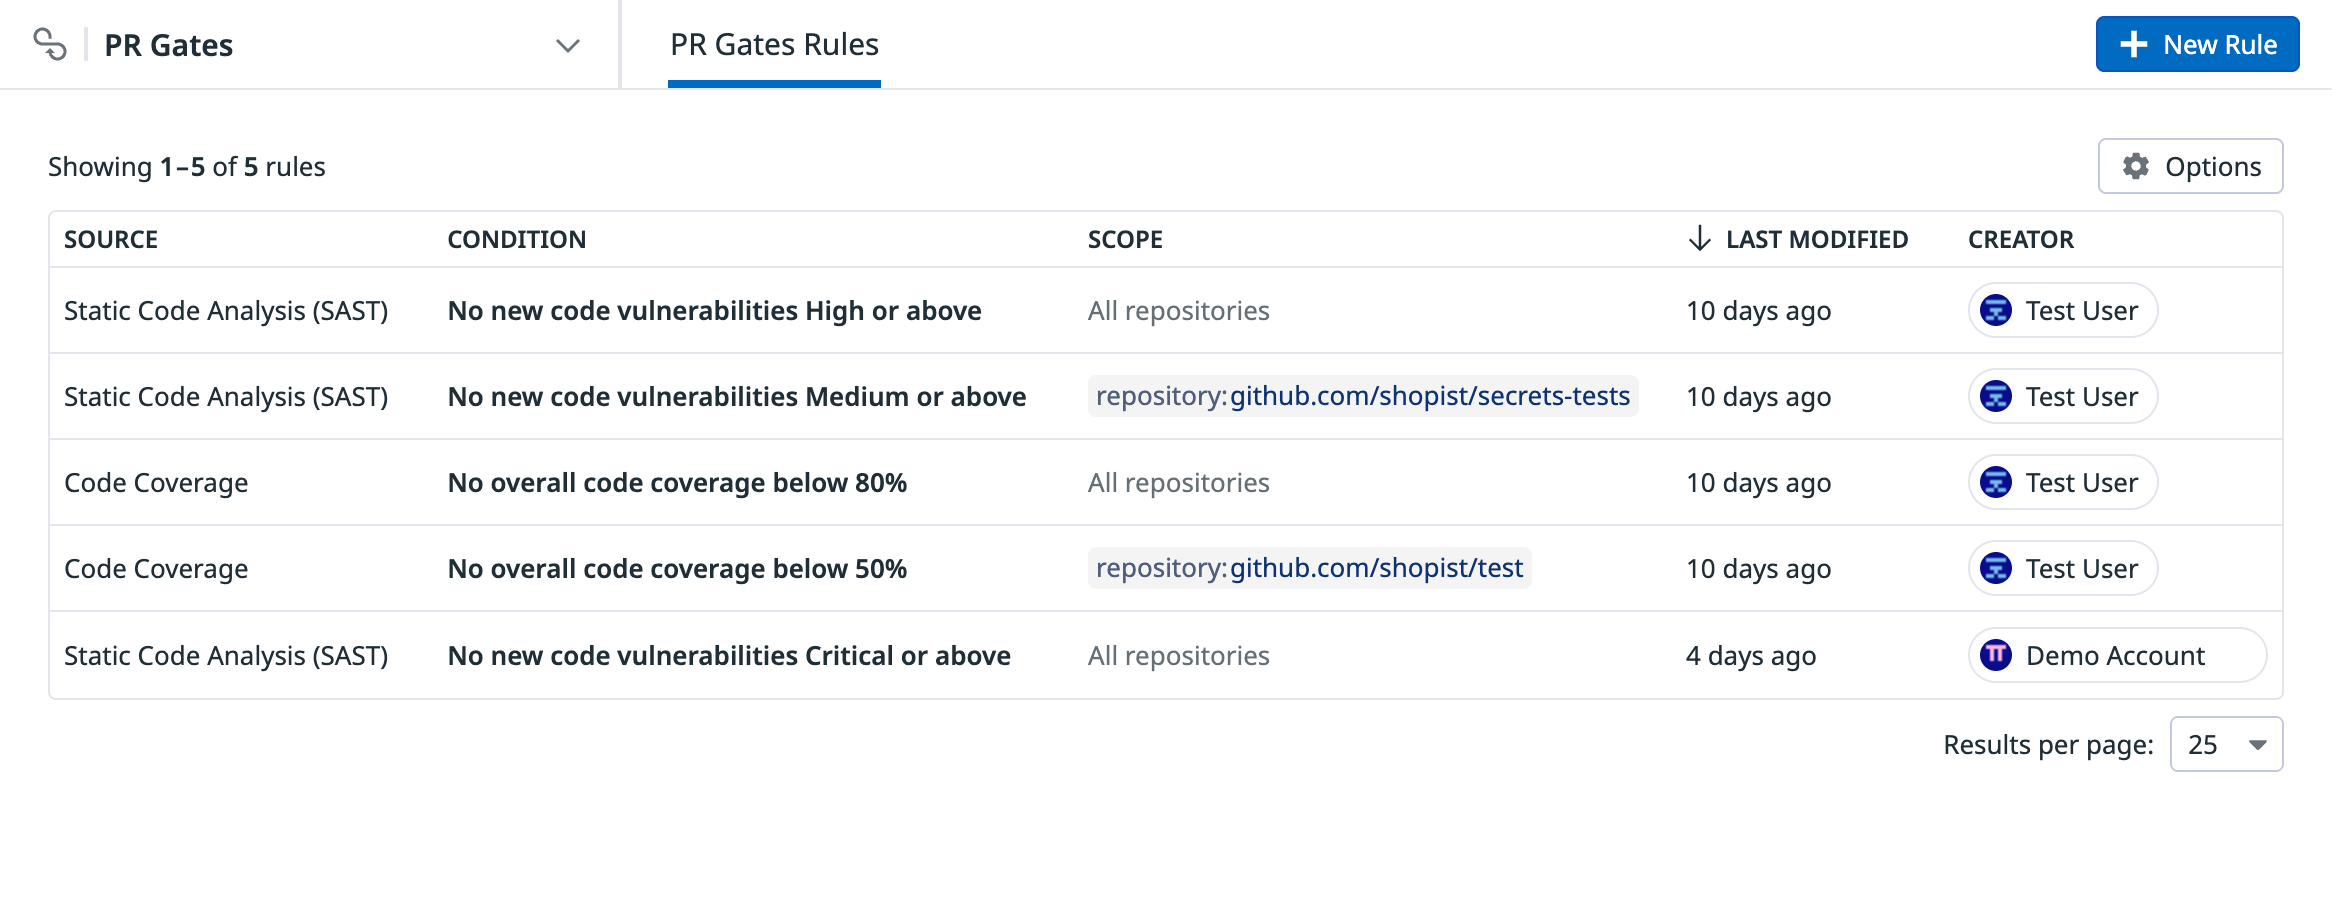 PR Gates
PR Gates Rules
New Rule
Showing 1–5 of 5 rules
Options
SOURCE CONDITION SCOPE LAST MODIFIED CREATOR
Static Code Analysis (SAST) No new code vulnerabilities High or above All repositories 10 days ago Test User
Static Code Analysis (SAST) No new code vulnerabilities Medium or above repository:github.com/shopist/secrets-tests 10 days ago Test User
Code Coverage No overall code coverage below 80% All repositories 10 days ago Test User
Code Coverage No overall code coverage below 50% repository:github.com/shopist/test 10 days ago Test User
Static Code Analysis (SAST) No new code vulnerabilities Critical or above All repositories 4 days ago Demo Account
Results per page: 25